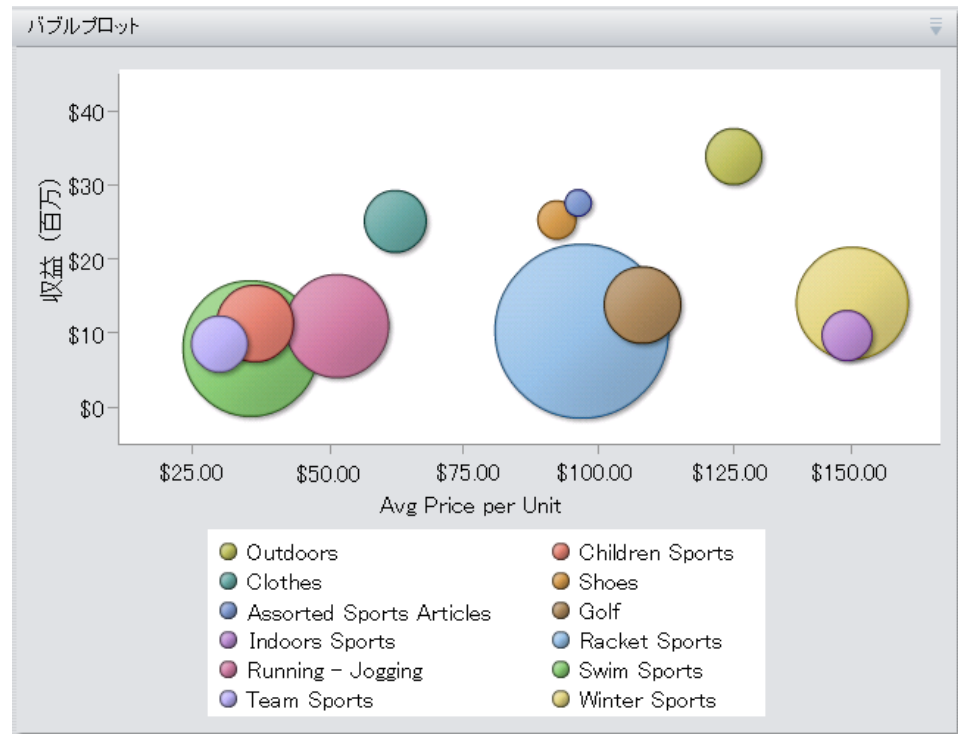 バブルプロット
$40
$30
$20
$10
$0
収益（百万）
$25.00 $50.00 $75.00 $100.00 $125.00 $150.00
Avg Price per Unit
Outdoors Children Sports
Clothes Shoes
Assorted Sports Articles Golf
Indoors Sports Racket Sports
Running - Jogging Swim Sports
Team Sports Winter Sports